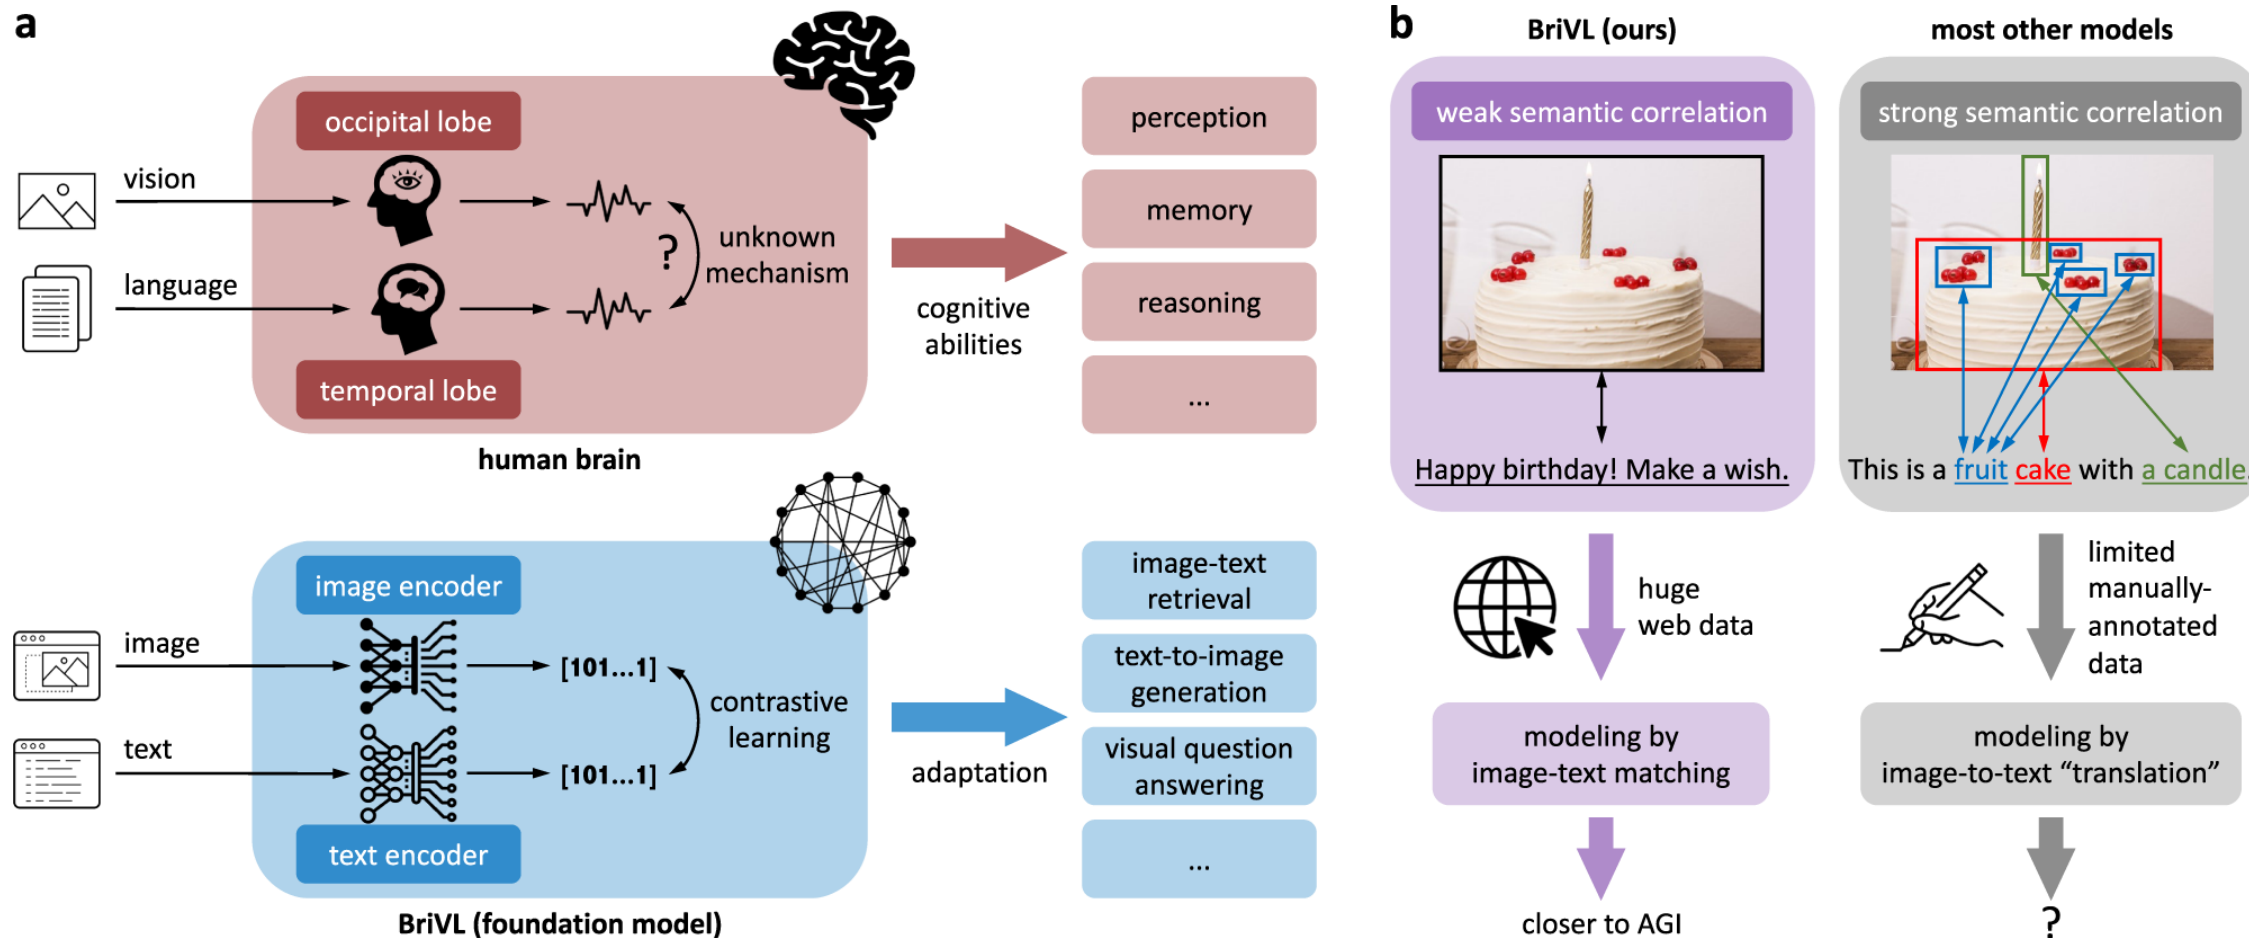 a
occipital lobe
vision
language
?
unknown
mechanism
temporal lobe
human brain
cognitive
abilities
perception
memory
reasoning
...
image encoder
image
text
[101...1]
[101...1]
contrastive
learning
text encoder
BriVL (foundation model)
adaptation
image-text
retrieval
text-to-image
generation
visual question
answering
...
b
BriVL (ours)
weak semantic correlation
Happy birthday! Make a wish.
huge
web data
modeling by
image-text matching
closer to AGI
most other models
strong semantic correlation
This is a fruit cake with a candle.
limited
manually-
annotated
data
modeling by
image-to-text “translation”
?